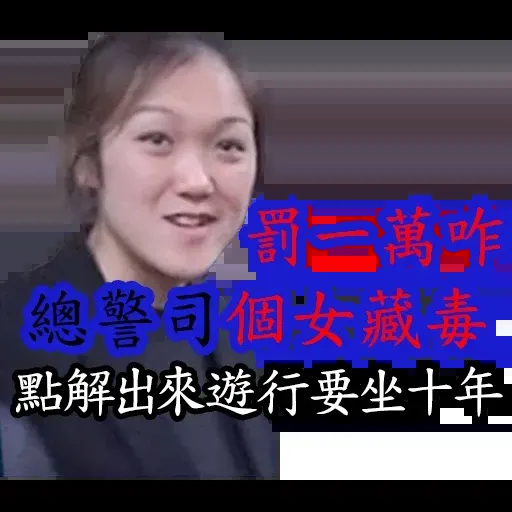 罰二萬咋
總警司個女藏毒
點解出來遊行要坐十年